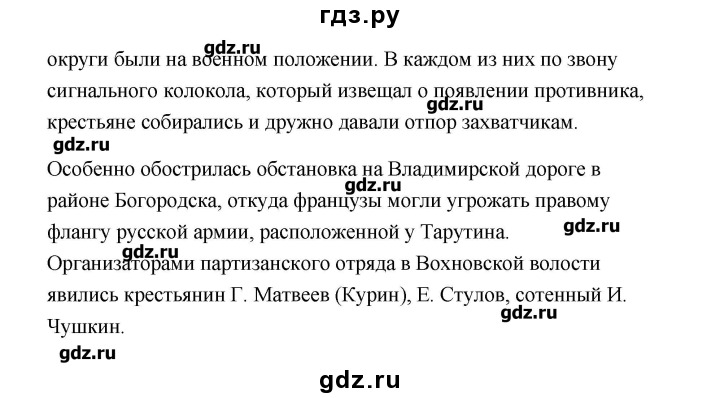 гдз.ру
gdz.ru
округи были на военном положении. В каждом из них по звону
сигнального колокола, который извещал о появлении противника,
gdz.ru
крестьяне собирались и дружно давали отпор захватчикам.
gdz.ru
Особенно обострилась обстановка на Владимирской дороге в
gdz.ru
районе Богородска, откуда французы могли угрожать правому
gdz.ru
флангу русской армии, расположенной у Тарутина.
gdz.ru
Организаторами партизанского отряда в Вохновской волости
явились крестьянин Г. Матвеев (Курин), Е. Стулов, сотенный И.
gdz.ru
Чушкин.
gdz.ru
gdz.ru